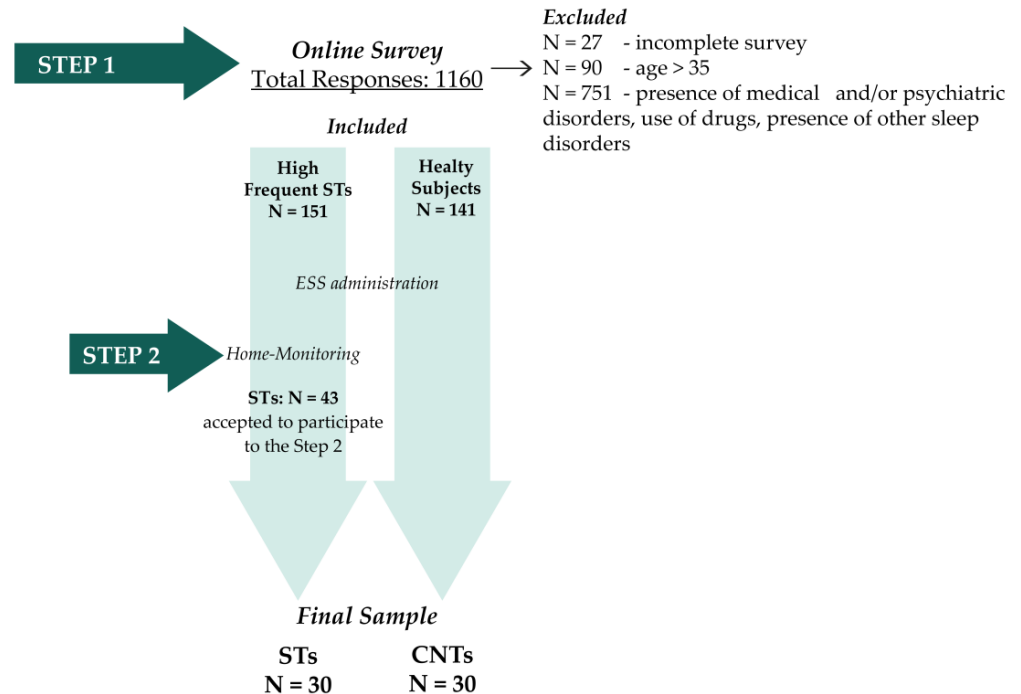 STEP 1
Online Survey
Total Responses: 1160
Excluded
N = 27 - incomplete survey
N = 90 - age > 35
N = 751 - presence of medical and/or psychiatric
disorders, use of drugs, presence of other sleep
disorders
Included
High
Frequent STs
N = 151
Healty
Subjects
N = 141
ESS administration
STEP 2
Home-Monitoring
STs: N = 43
accepted to participate
to the Step 2
Final Sample
STs
N = 30
CNTs
N = 30